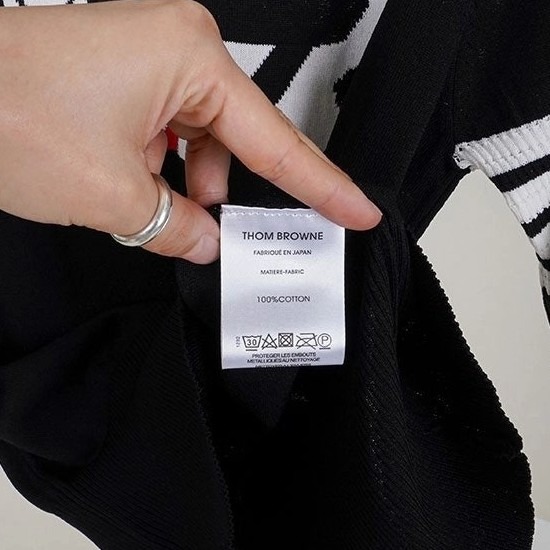 THOM BROWNE
FABRIQUÉ EN JAPAN
MATIERE-FABRIC
100%COTTON
30 P
PROTEGER LES EMBOUTS
METALLIQUES AU NETTOYAGE